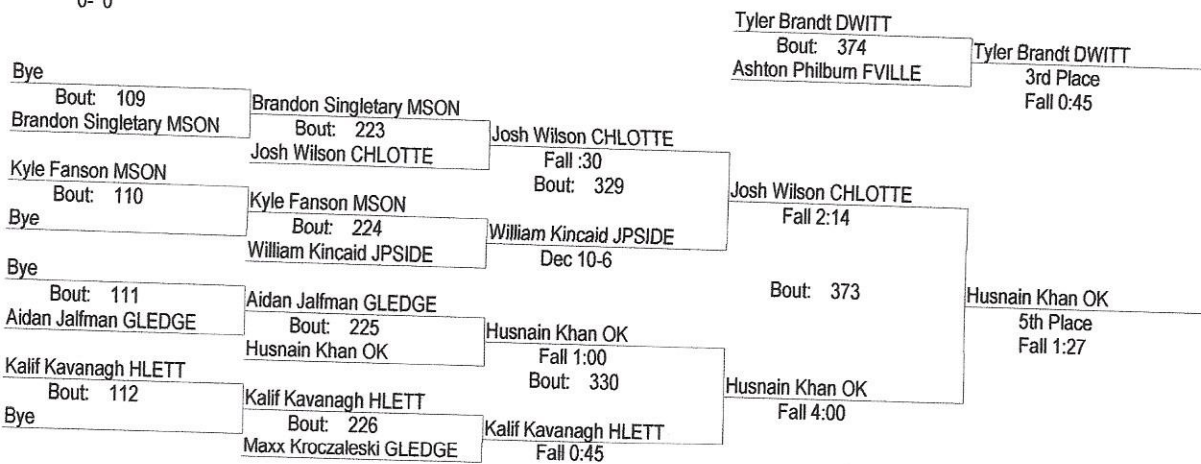 0- 0
Tyler Brandt DWITT
Bout: 374
Ashton Philburn FVILLE
Tyler Brandt DWITT
3rd Place
Fall 0:45
Bye
Bout: 109
Brandon Singletary MSON
Kyle Fanson MSON
Bout: 110
Bye
Bye
Bout: 111
Aidan Jalfman GLEDGE
Kalif Kavanagh HLETT
Bout: 112
Bye
Brandon Singletary MSON
Bout: 223
Josh Wilson CHLOTTE
Kyle Fanson MSON
Bout: 224
William Kincaid JPSIDE
Aidan Jalfman GLEDGE
Bout: 225
Husnain Khan OK
Kalif Kavanagh HLETT
Bout: 226
Maxx Kroczaleski GLEDGE
Josh Wilson CHLOTTE
Fall :30
Bout: 329
William Kincaid JPSIDE
Dec 10-6
Husnain Khan OK
Fall 1:00
Bout: 330
Kalif Kavanagh HLETT
Fall 0:45
Josh Wilson CHLOTTE
Fall 2:14
Bout: 373
Husnain Khan OK
Fall 4:00
Husnain Khan OK
5th Place
Fall 1:27